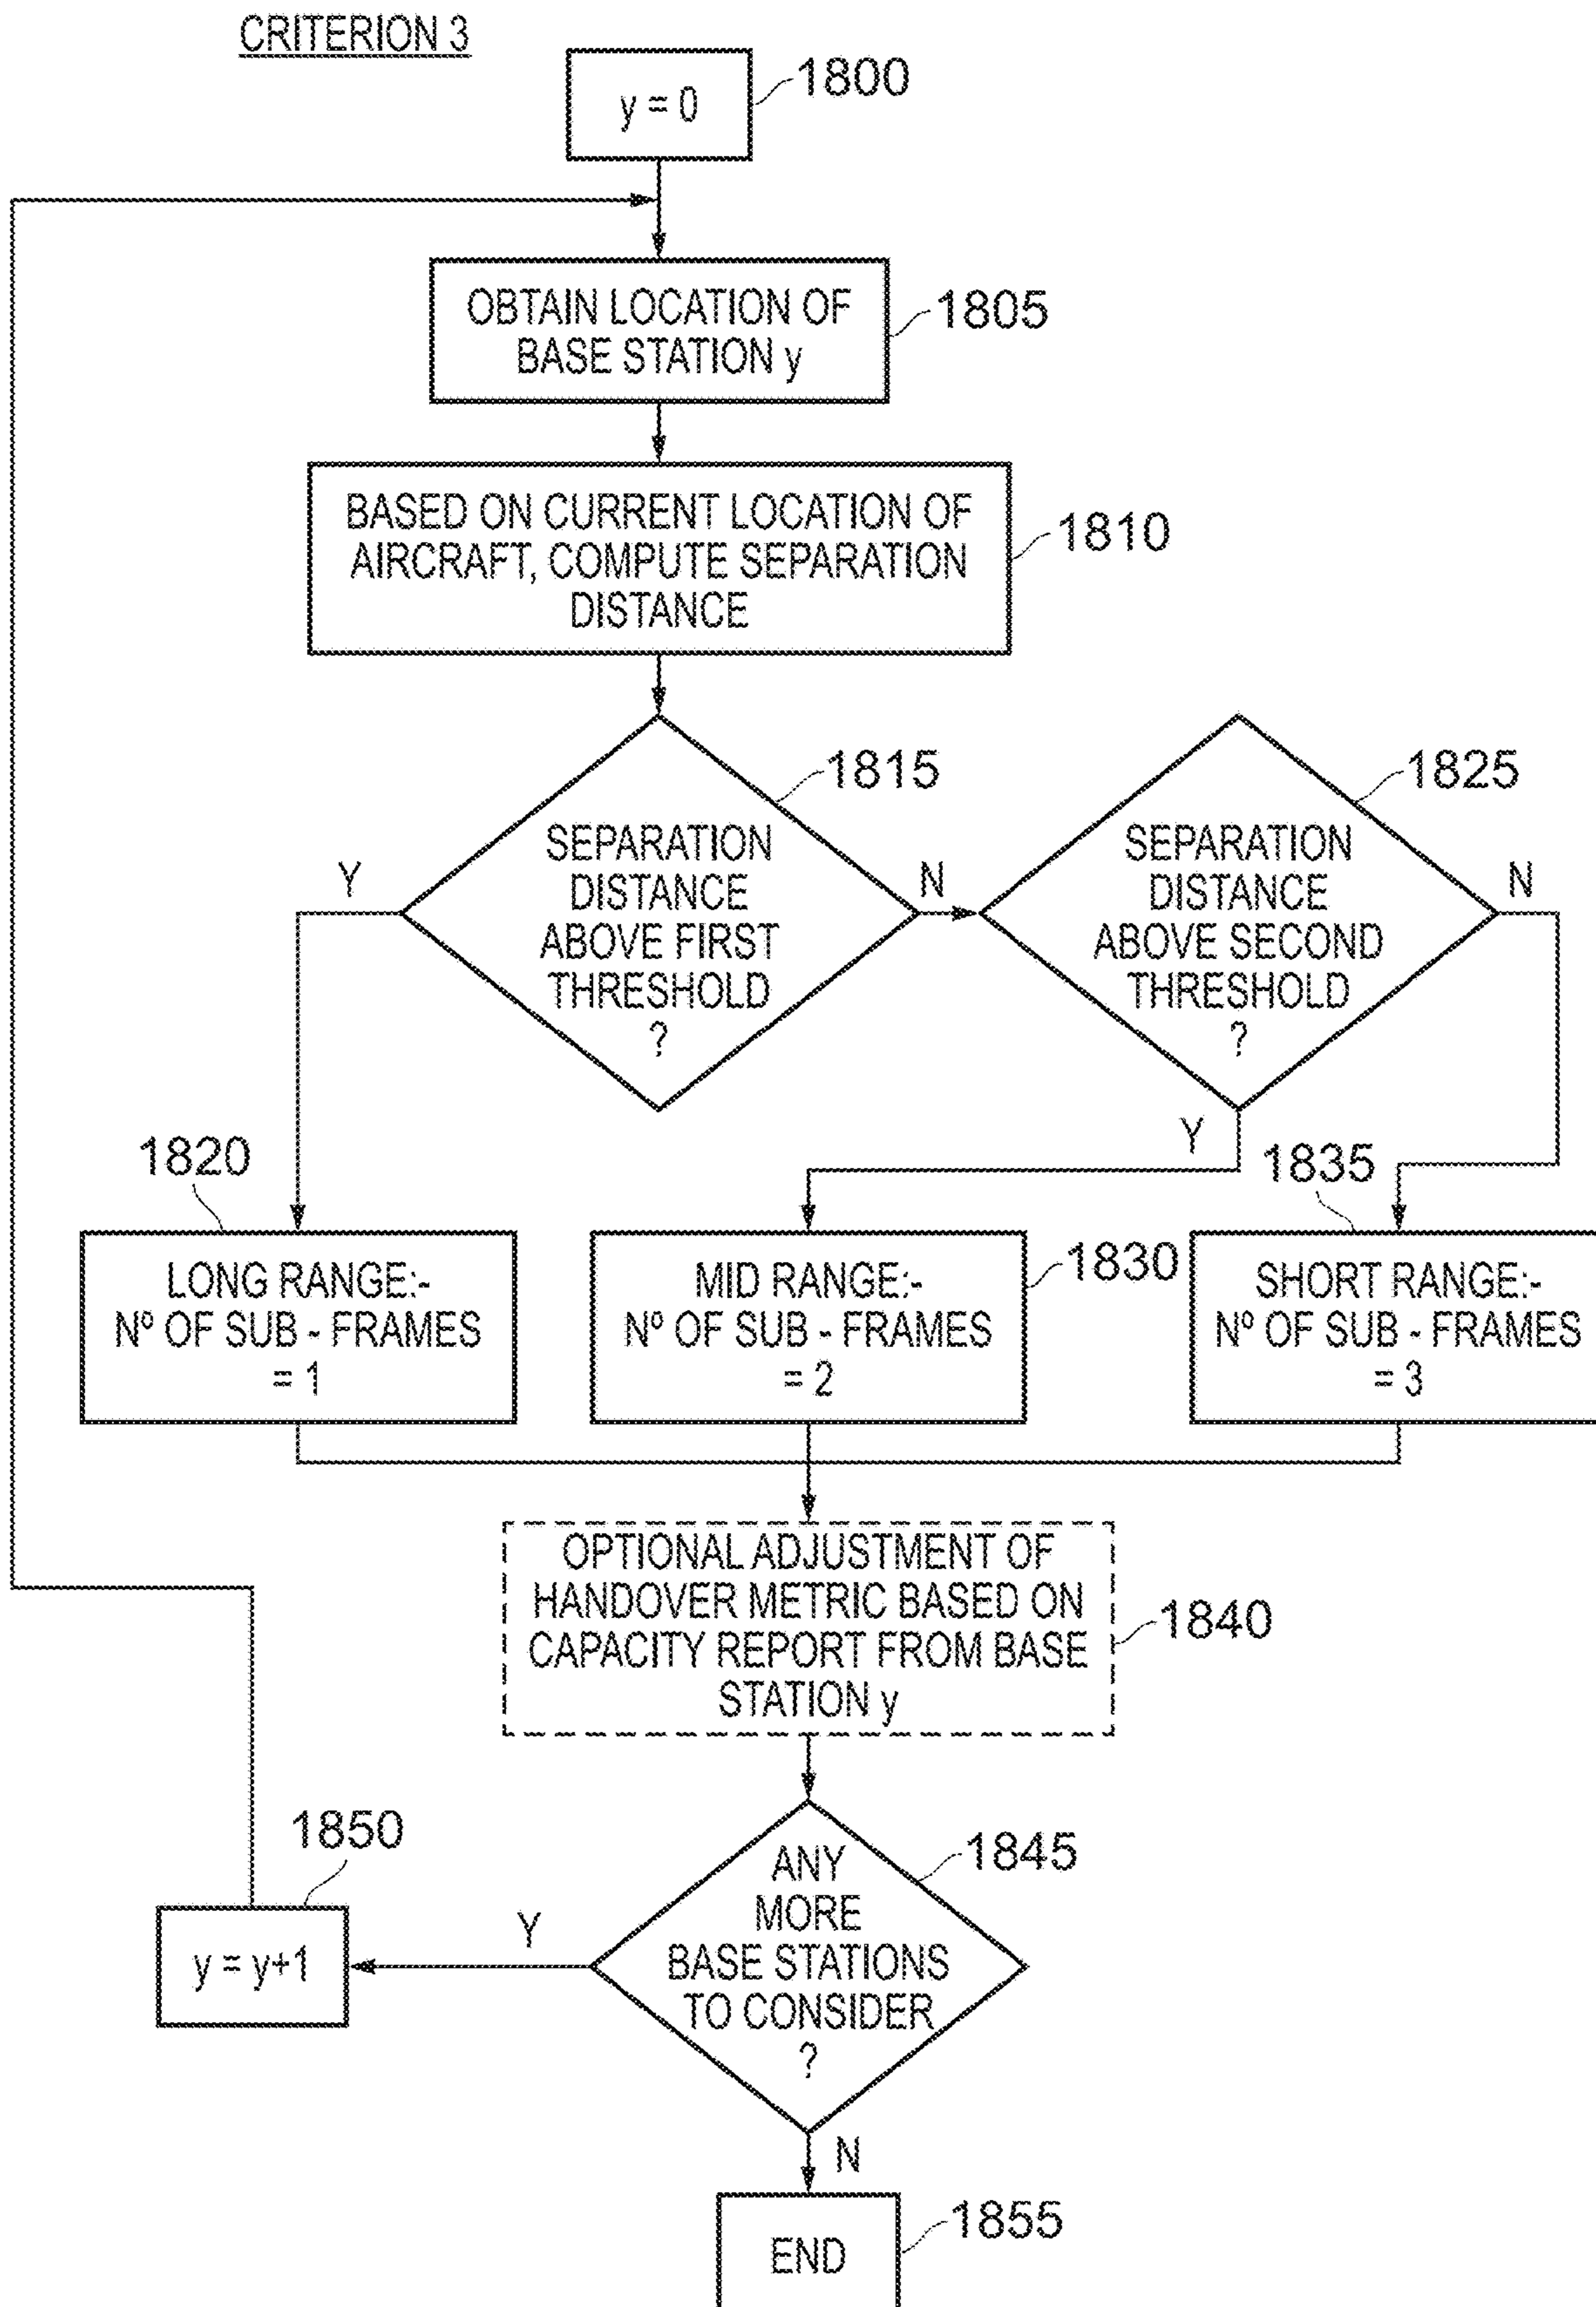 CRITERION 3
1800
y = 0
OBTAIN LOCATION OF
BASE STATION y
1805
BASED ON CURRENT LOCATION OF
AIRCRAFT, COMPUTE SEPARATION
DISTANCE
1810
1815
SEPARATION
DISTANCE
ABOVE FIRST
THRESHOLD
?
Y
N
1825
SEPARATION
DISTANCE
ABOVE SECOND
THRESHOLD
?
N
Y
1820
LONG RANGE:-
Nº OF SUB - FRAMES
= 1
MID RANGE:-
Nº OF SUB - FRAMES
= 2
1830
1835
SHORT RANGE:-
Nº OF SUB - FRAMES
= 3
OPTIONAL ADJUSTMENT OF
HANDOVER METRIC BASED ON
CAPACITY REPORT FROM BASE
STATION y
1840
1845
ANY
MORE
BASE STATIONS
TO CONSIDER
?
Y
1850
y = y+1
N
END
1855